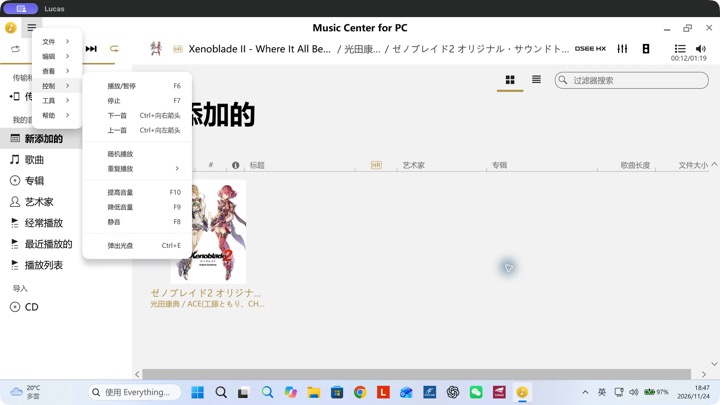 Lucas
Music Center for PC
HR Xenoblade II - Where It All Be... / 光田康... / ゼノブレイド2 オリジナル・サウンドト... DSEE HX
00:12/01:19
文件
编辑
查看
控制
工具
帮助
播放/暂停 F6
停止 F7
下一首 Ctrl+向右箭头
上一首 Ctrl+向左箭头
随机播放
重复播放
提高音量 F10
降低音量 F9
静音 F8
弹出光盘 Ctrl+E
新添加的
歌曲
专辑
艺术家
经常播放
最近播放的
播放列表
导入
CD
添加的
过滤器搜索
# 标题 HR 艺术家 专辑 歌曲长度 文件大小
Xenoblade 2
ゼノブレイド2 オリジナ...
光田康典 / ACE(工藤ともり、CH...
20°C
多云
使用 Everything...
英
97%
18:47
2026/11/24